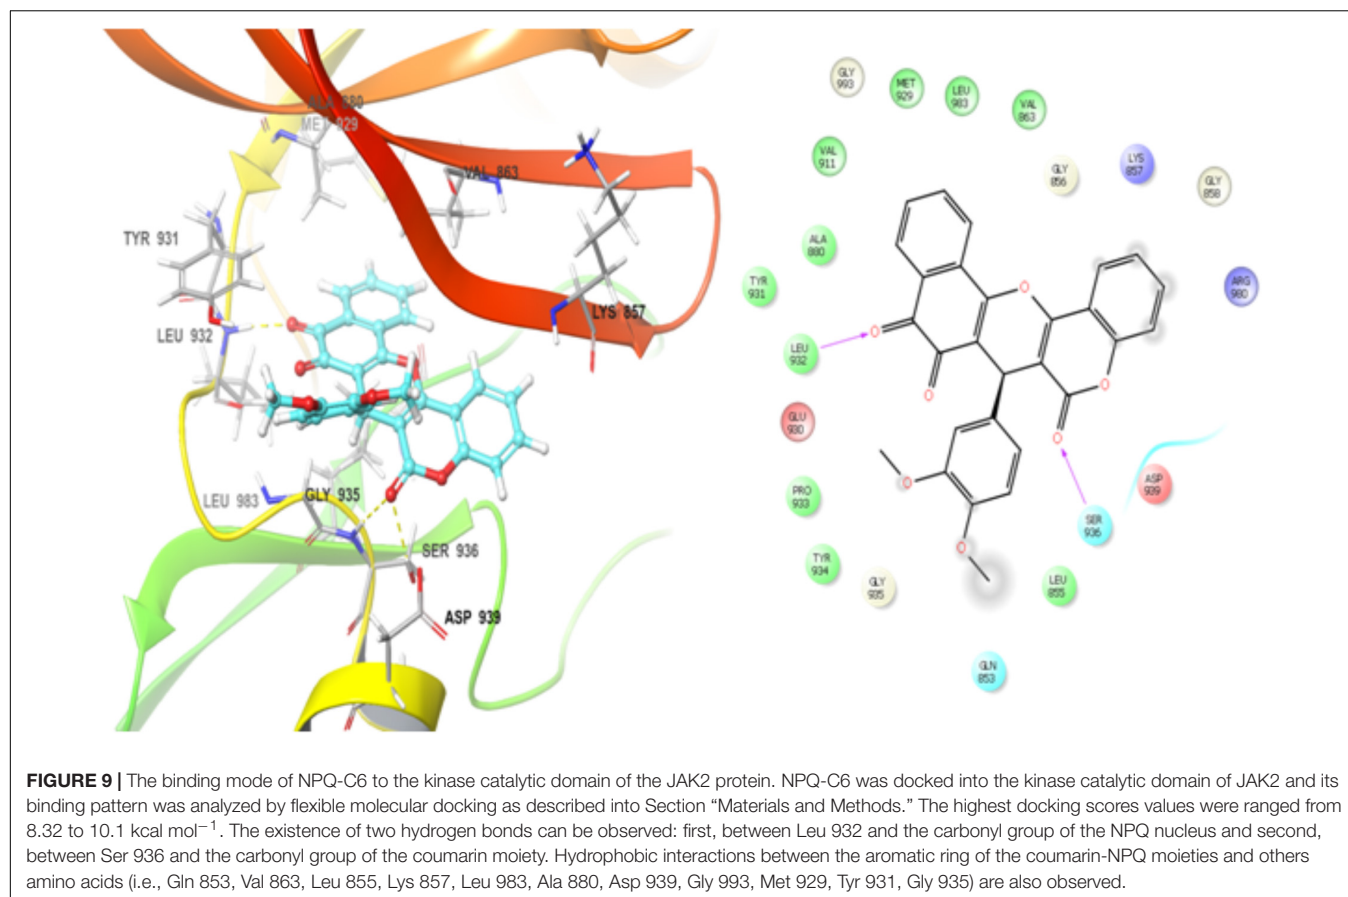 ALA 880
MET 929
VAL 863
TYR 931
LYS 857
LEU 932
LEU 983
GLY 935
SER 936
ASP 939
GLY
993
MET
929
LEU
983
VAL
863
VAL
911
GLY
856
LYS
857
GLY
858
ALA
880
TYR
931
ARG
980
O
O
LEU
932
O
O
O
GLU
930
O
O
O
ASP
939
PRO
933
SER
936
TYR
934
GLY
935
LEU
855
GLN
853
FIGURE 9 | The binding mode of NPQ-C6 to the kinase catalytic domain of the JAK2 protein. NPQ-C6 was docked into the kinase catalytic domain of JAK2 and its
binding pattern was analyzed by flexible molecular docking as described into Section “Materials and Methods.” The highest docking scores values were ranged from
8.32 to 10.1 kcal mol⁻¹. The existence of two hydrogen bonds can be observed: first, between Leu 932 and the carbonyl group of the NPQ nucleus and second,
between Ser 936 and the carbonyl group of the coumarin moiety. Hydrophobic interactions between the aromatic ring of the coumarin-NPQ moieties and others
amino acids (i.e., Gln 853, Val 863, Leu 855, Lys 857, Leu 983, Ala 880, Asp 939, Gly 993, Met 929, Tyr 931, Gly 935) are also observed.